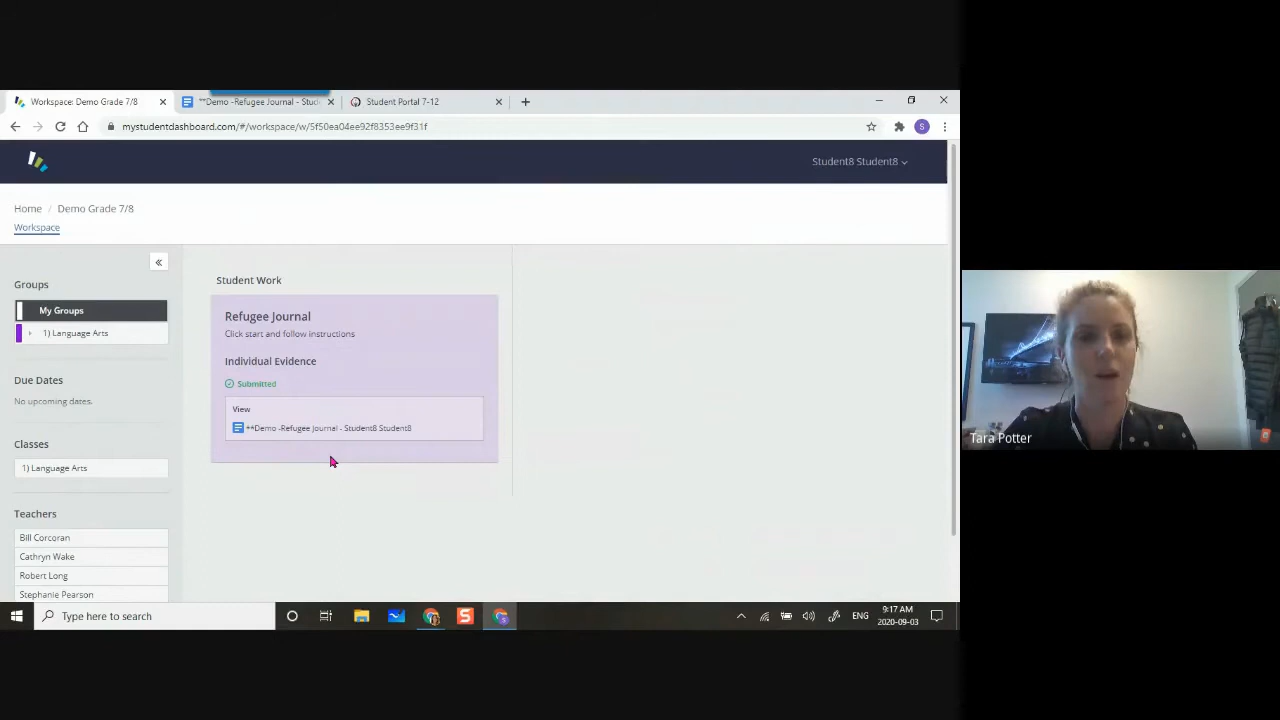 Workspace: Demo Grade 7/8
**Demo -Refugee Journal - Stud
Student Portal 7-12
mystudentdashboard.com/#/workspace/w/5f50ea04ee92f8353ee9f31f
S
Student8 Student8
Home / Demo Grade 7/8
Workspace
«
Groups
My Groups
1) Language Arts
Due Dates
No upcoming dates.
Classes
1) Language Arts
Teachers
Bill Corcoran
Cathryn Wake
Robert Long
Stephanie Pearson
Student Work
Refugee Journal
Click start and follow instructions
Individual Evidence
Submitted
View
**Demo -Refugee Journal - Student8 Student8
Tara Potter
Type here to search
S
ENG
9:17 AM
2020-09-03